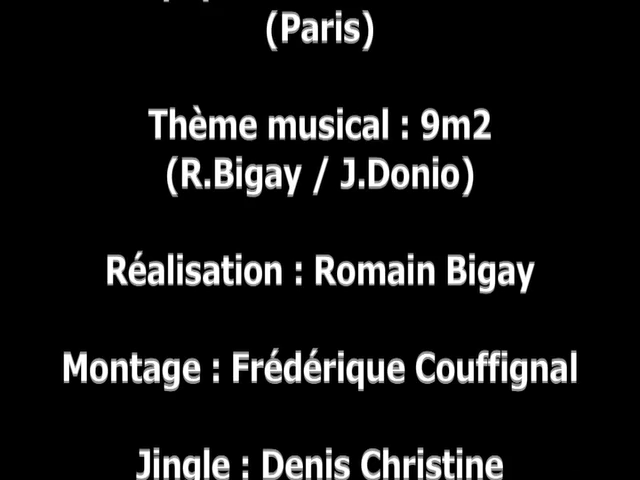 (Paris)
Thème musical : 9m2
(R.Bigay / J.Donio)
Réalisation : Romain Bigay
Montage : Frédérique Couffignal
Jingle : Denis Christine